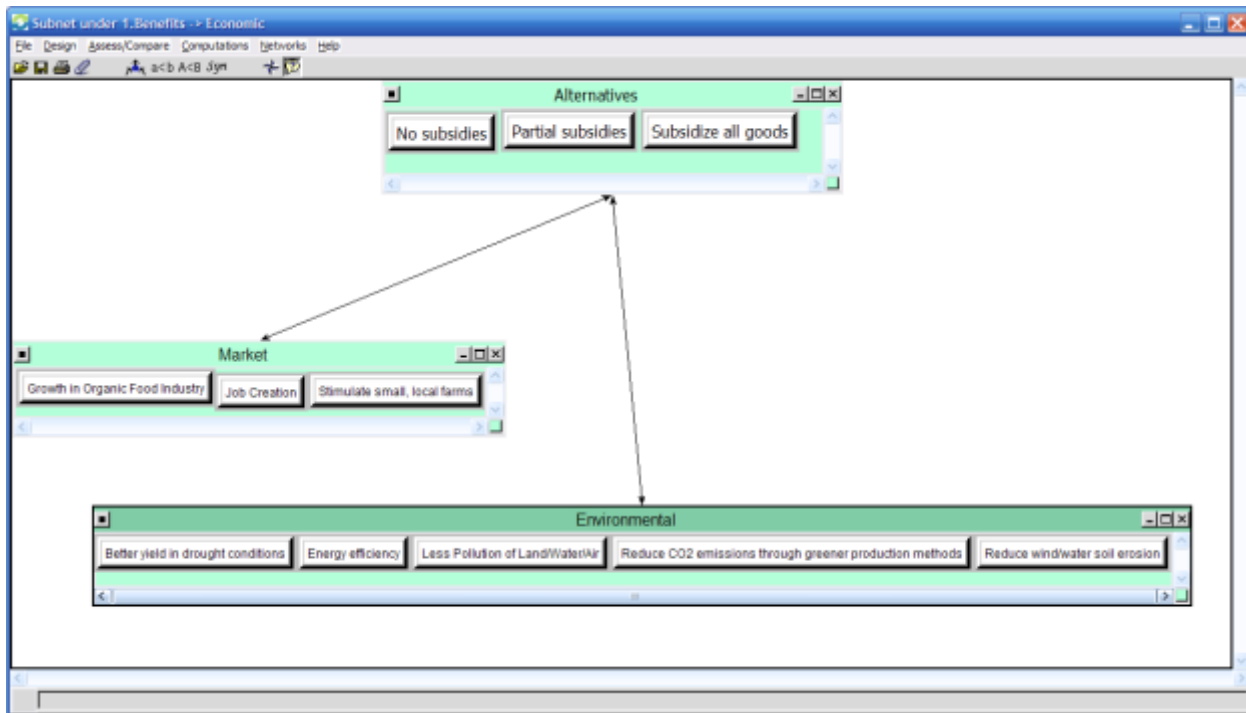 Subnet under 1.Benefits -> Economic
File Design Assess/Compare Computations Networks Help
a<b A<B Syn
Alternatives
No subsidies Partial subsidies Subsidize all goods
Market
Growth in Organic Food Industry Job Creation Stimulate small, local farms
Environmental
Better yield in drought conditions Energy efficiency Less Pollution of Land/Water/Air Reduce CO2 emissions through greener production methods Reduce wind/water soil erosion